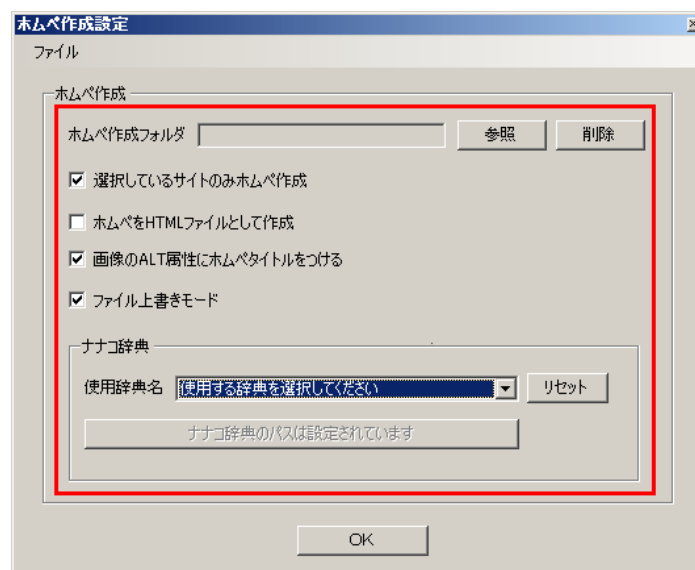 ホムペ作成設定
ファイル
ホムペ作成
ホムペ作成フォルダ 参照 削除
選択しているサイトのみホムペ作成
ホムペをHTMLファイルとして作成
画像のALT属性にホムペタイトルをつける
ファイル上書きモード
ナナコ辞典
使用辞典名 使用する辞典を選択してください リセット
ナナコ辞典のパスは設定されています
OK